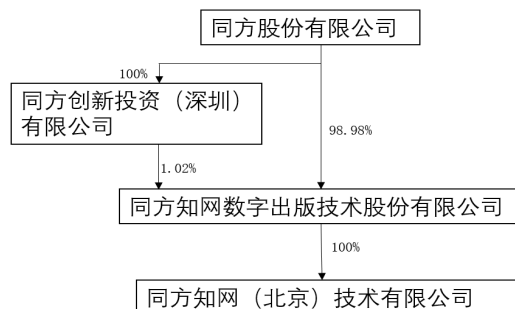 同方股份有限公司
100%
同方创新投资（深圳）
有限公司
98.98%
1.02%
同方知网数字出版技术股份有限公司
100%
同方知网（北京）技术有限公司